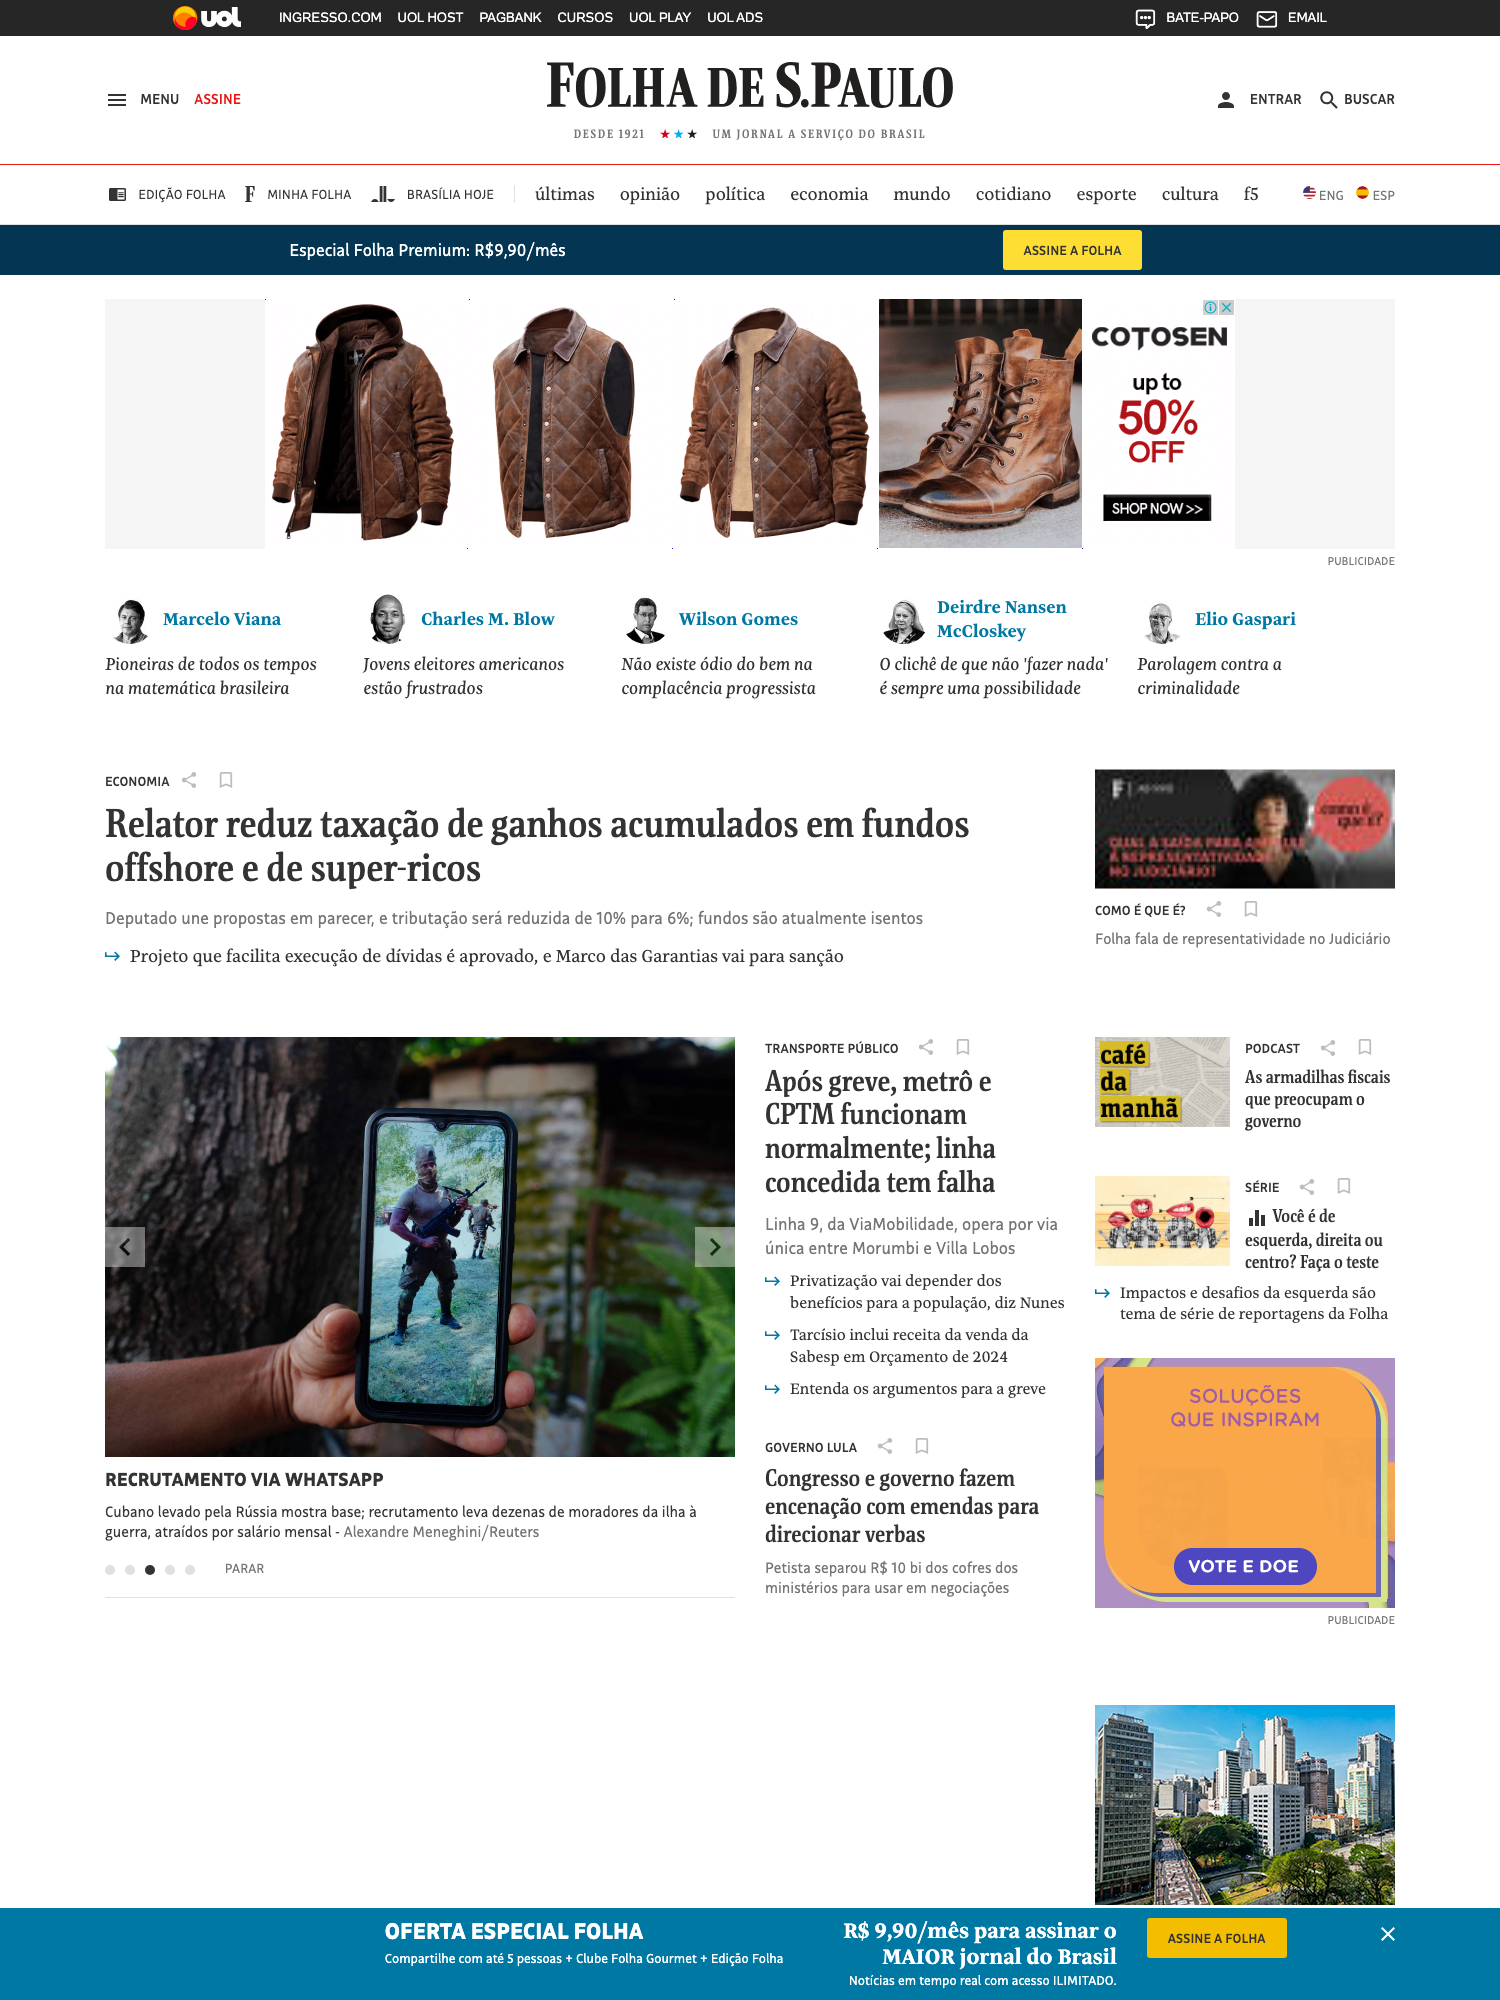 uol INGRESSO.COM UOL HOST PAGBANK CURSOS UOL PLAY UOL ADS BATE-PAPO EMAIL
MENU ASSINE
FOLHA DE S.PAULO
DESDE 1921 ★★★ UM JORNAL A SERVIÇO DO BRASIL
ENTRAR BUSCAR
EDIÇÃO FOLHA F MINHA FOLHA BRASÍLIA HOJE últimas opinião política economia mundo cotidiano esporte cultura f5 ENG ESP
Especial Folha Premium: R$9,90/mês ASSINE A FOLHA
COTOSEN
up to
50%
OFF
SHOP NOW >>
PUBLICIDADE
Marcelo Viana
Pioneiras de todos os tempos
na matemática brasileira
Charles M. Blow
Jovens eleitores americanos
estão frustrados
Wilson Gomes
Não existe ódio do bem na
complacência progressista
Deirdre Nansen
McCloskey
O clichê de que não 'fazer nada'
é sempre uma possibilidade
Elio Gaspari
Parolagem contra a
criminalidade
ECONOMIA
Relator reduz taxação de ganhos acumulados em fundos
offshore e de super-ricos
Deputado une propostas em parecer, e tributação será reduzida de 10% para 6%; fundos são atualmente isentos
Projeto que facilita execução de dívidas é aprovado, e Marco das Garantias vai para sanção
COMO É QUE É?
QUAL A SAÍDA PARA AMPLIAR
A REPRESENTATIVIDADE
NO JUDICIÁRIO?
COMO É QUE É?
Folha fala de representatividade no Judiciário
RECRUTAMENTO VIA WHATSAPP
Cubano levado pela Rússia mostra base; recrutamento leva dezenas de moradores da ilha à
guerra, atraídos por salário mensal - Alexandre Meneghini/Reuters
PARAR
TRANSPORTE PÚBLICO
Após greve, metrô e
CPTM funcionam
normalmente; linha
concedida tem falha
Linha 9, da ViaMobilidade, opera por via
única entre Morumbi e Villa Lobos
Privatização vai depender dos
benefícios para a população, diz Nunes
Tarcísio inclui receita da venda da
Sabesp em Orçamento de 2024
Entenda os argumentos para a greve
GOVERNO LULA
Congresso e governo fazem
encenação com emendas para
direcionar verbas
Petista separou R$ 10 bi dos cofres dos
ministérios para usar em negociações
café
da
manhã
PODCAST
As armadilhas fiscais
que preocupam o
governo
SÉRIE
Você é de
esquerda, direita ou
centro? Faça o teste
Impactos e desafios da esquerda são
tema de série de reportagens da Folha
SOLUÇÕES
QUE INSPIRAM
VOTE E DOE
PUBLICIDADE
OFERTA ESPECIAL FOLHA
Compartilhe com até 5 pessoas + Clube Folha Gourmet + Edição Folha
R$ 9,90/mês para assinar o
MAIOR jornal do Brasil
Notícias em tempo real com acesso ILIMITADO.
ASSINE A FOLHA